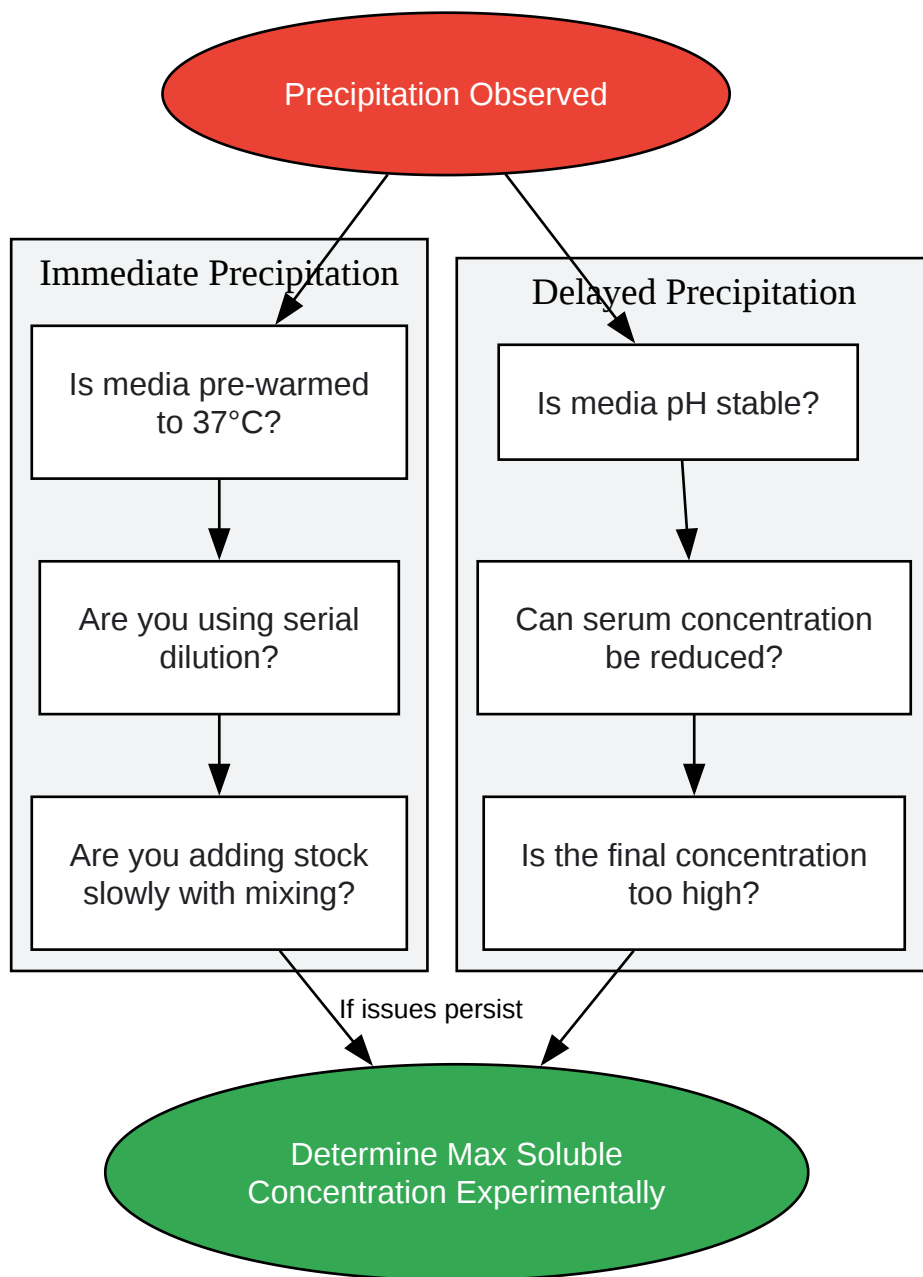 Precipitation Observed
Immediate Precipitation
Is media pre-warmed
to 37°C?
Are you using serial
dilution?
Are you adding stock
slowly with mixing?
Delayed Precipitation
Is media pH stable?
Can serum concentration
be reduced?
Is the final concentration
too high?
If issues persist
Determine Max Soluble
Concentration Experimentally